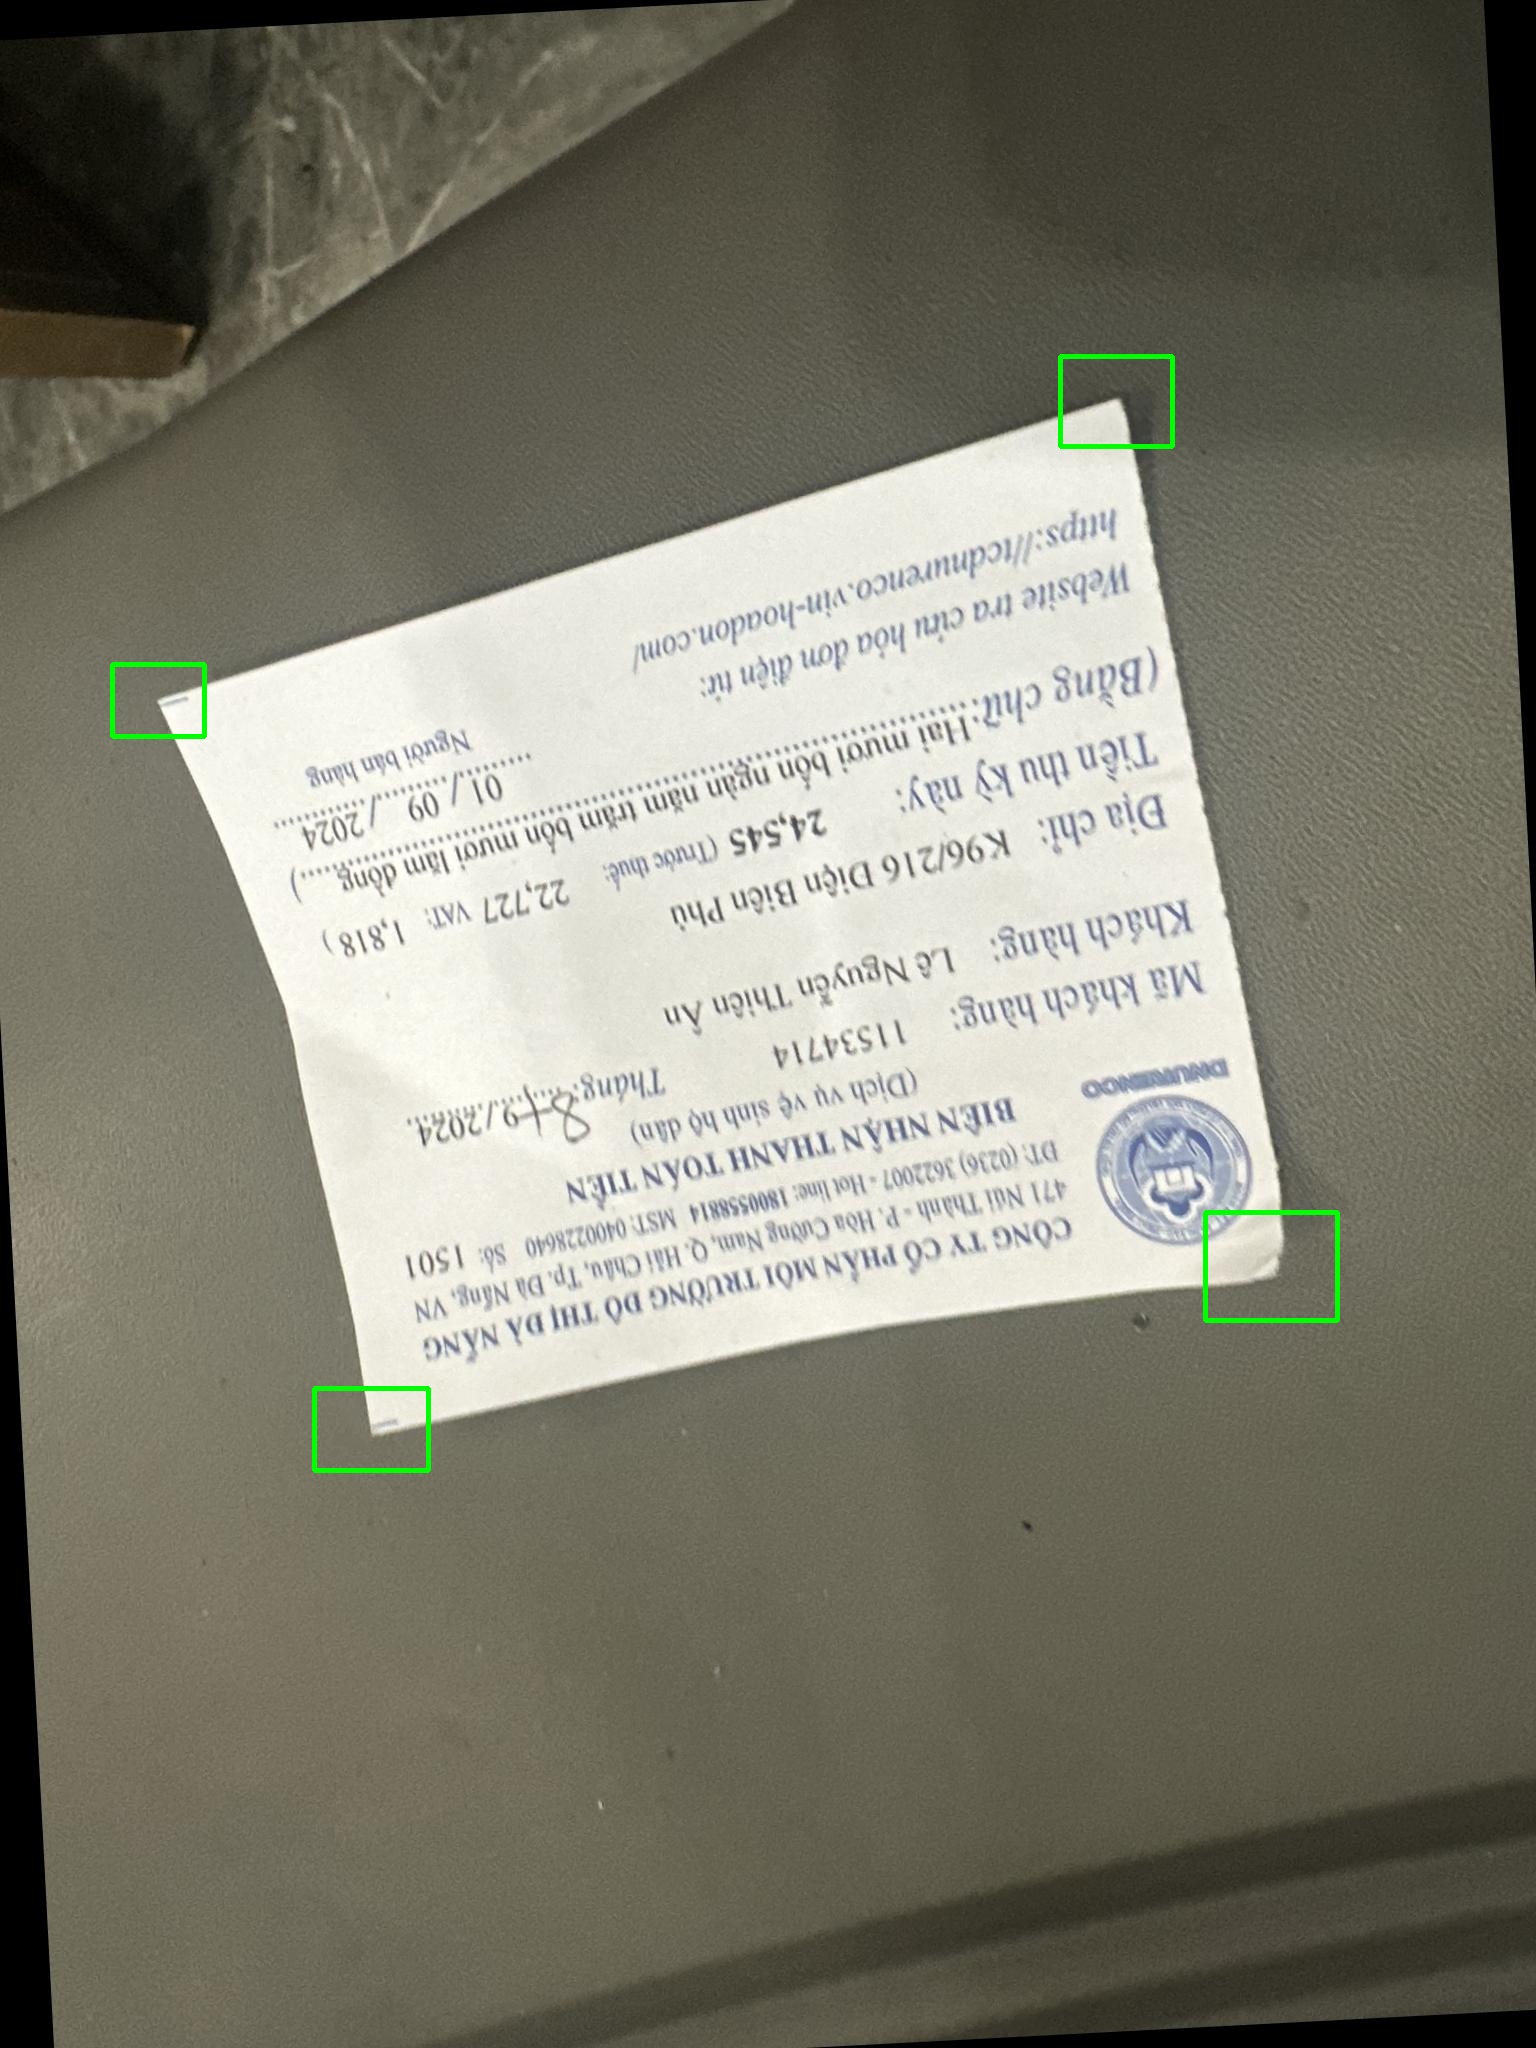 CÔNG TY CỔ PHẦN MÔI TRƯỜNG ĐÔ THỊ ĐÀ NẴNG
471 Núi Thành - P. Hòa Cường Nam, Q. Hải Châu, Tp. Đà Nẵng, VN
ĐT: (0236) 3622007 - Hot line: 1800558814 MST: 0400228640 Số: 1501
DNURENCO
BIÊN NHẬN THANH TOÁN TIỀN
(Dịch vụ vệ sinh hộ dân) Tháng: 8+9/2024
Mã khách hàng: 11534714
Khách hàng: Lê Nguyễn Thiên Ân
Địa chỉ: K96/216 Điện Biên Phủ
Tiền thu kỳ này: 24,545 (Trước thuế: 22,727 VAT: 1,818 )
(Bằng chữ: Hai mươi bốn ngàn năm trăm bốn mươi lăm đồng......)
Website tra cứu hóa đơn điện tử:
https://tcdnurenco.vin-hoadon.com/
01 / 09 / 2024
Người bán hàng